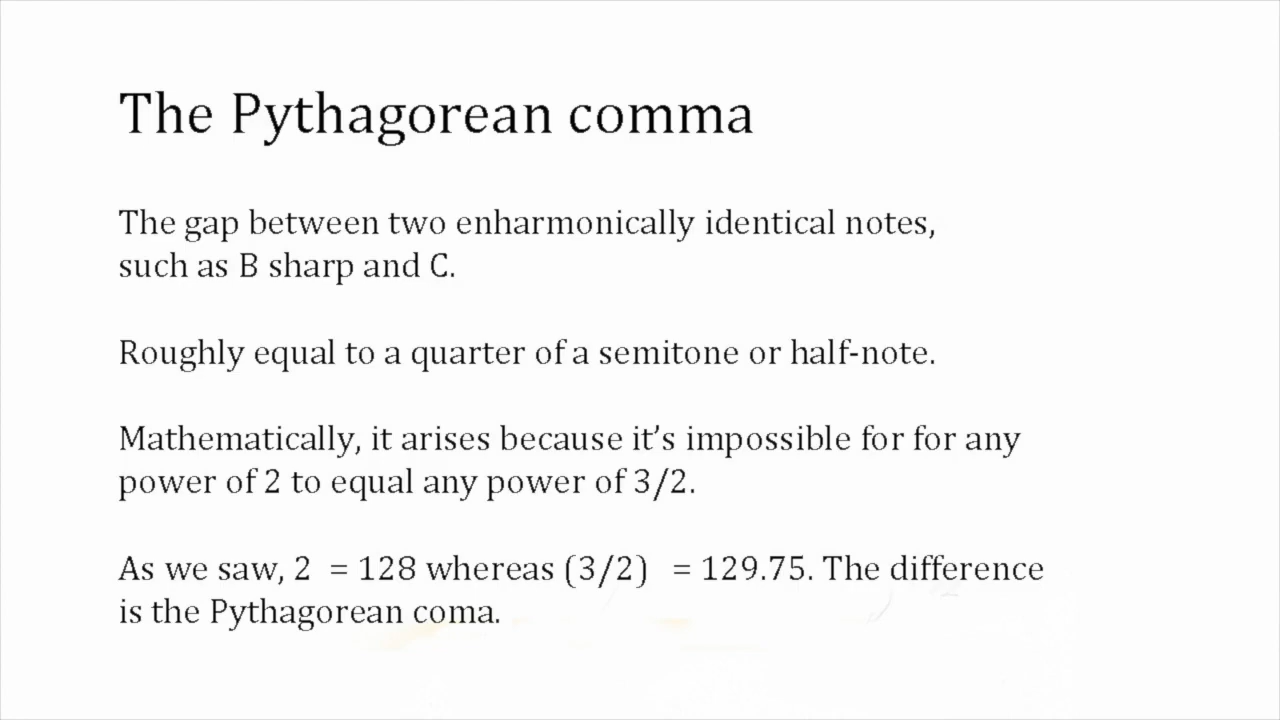 The Pythagorean comma
The gap between two enharmonically identical notes,
such as B sharp and C.
Roughly equal to a quarter of a semitone or half-note.
Mathematically, it arises because it’s impossible for for any
power of 2 to equal any power of 3/2.
As we saw, 2 = 128 whereas (3/2) = 129.75. The difference
is the Pythagorean coma.